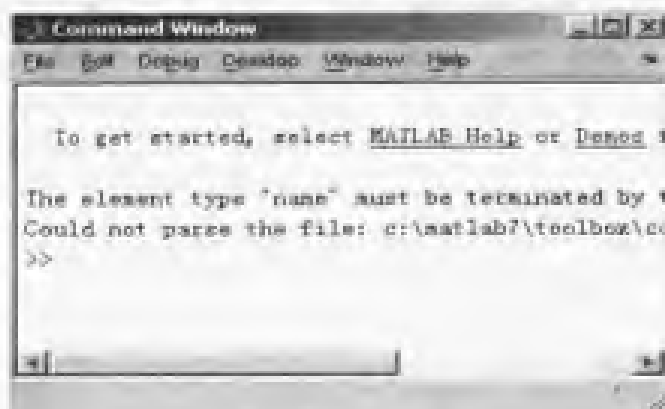 Command Window
File Edit Debug Desktop Window Help
To get started, select MATLAB Help or Demos
The element type "name" must be terminated by t
Could not parse the file: c:\matlab7\toolbox\cc
>>